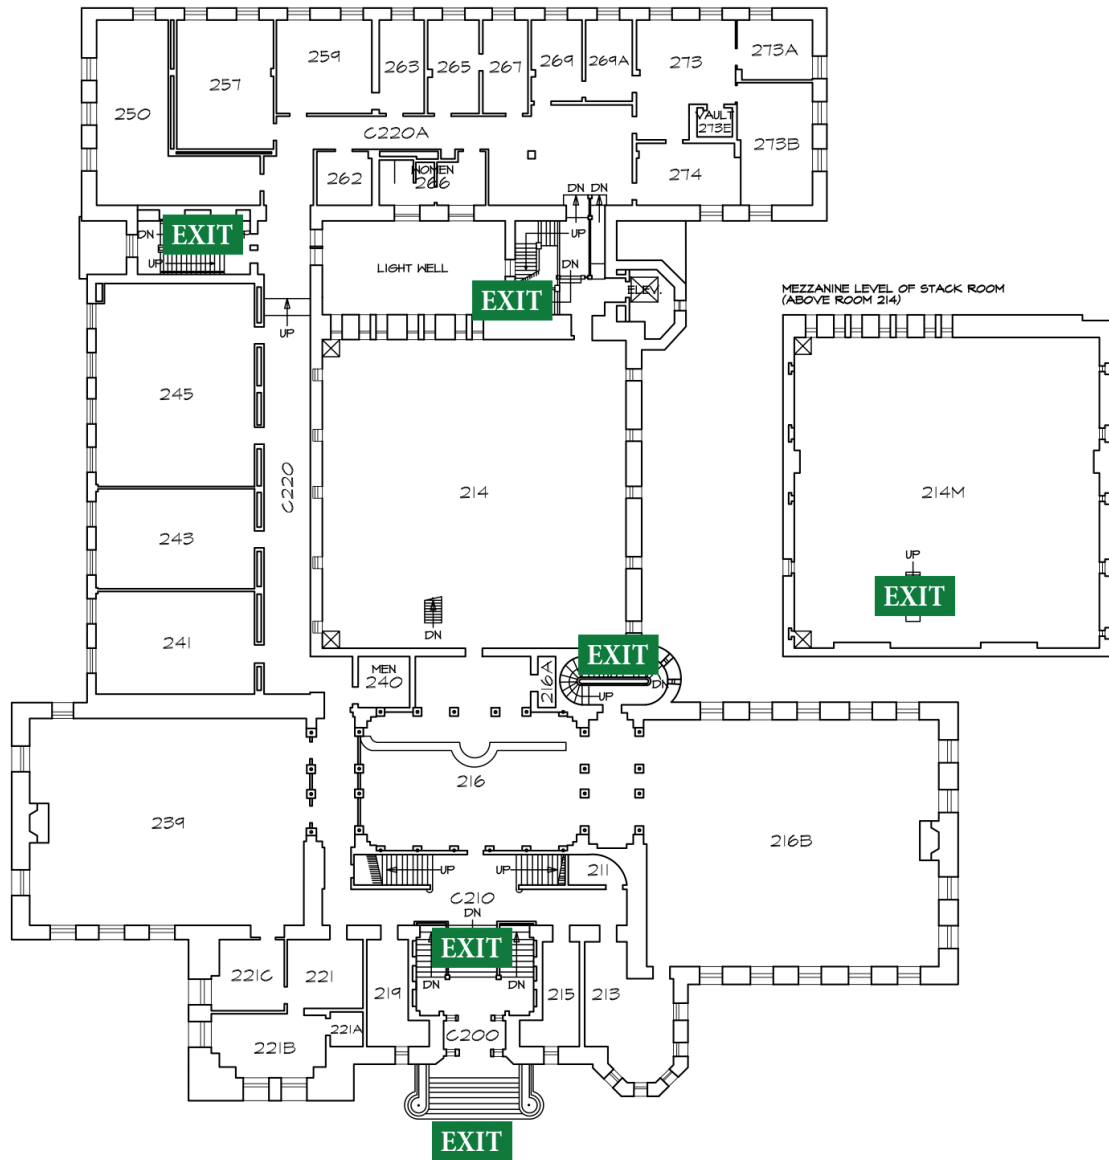 259
263
265
267
269
269A
273
273A
257
250
VAULT
273E
C220A
273B
262
WOMEN
266
274
DN
DN
DN
EXIT
UP
UP
LIGHT WELL
DN
EXIT
ELEV.
MEZZANINE LEVEL OF STACK ROOM
(ABOVE ROOM 214)
UP
245
C220
214
214M
243
UP
EXIT
DN
241
EXIT
MEN
240
216A
DN
UP
216
239
216B
UP
UP
211
C210
DN
EXIT
221C
221
219
DN
DN
215
213
221A
C200
221B
EXIT